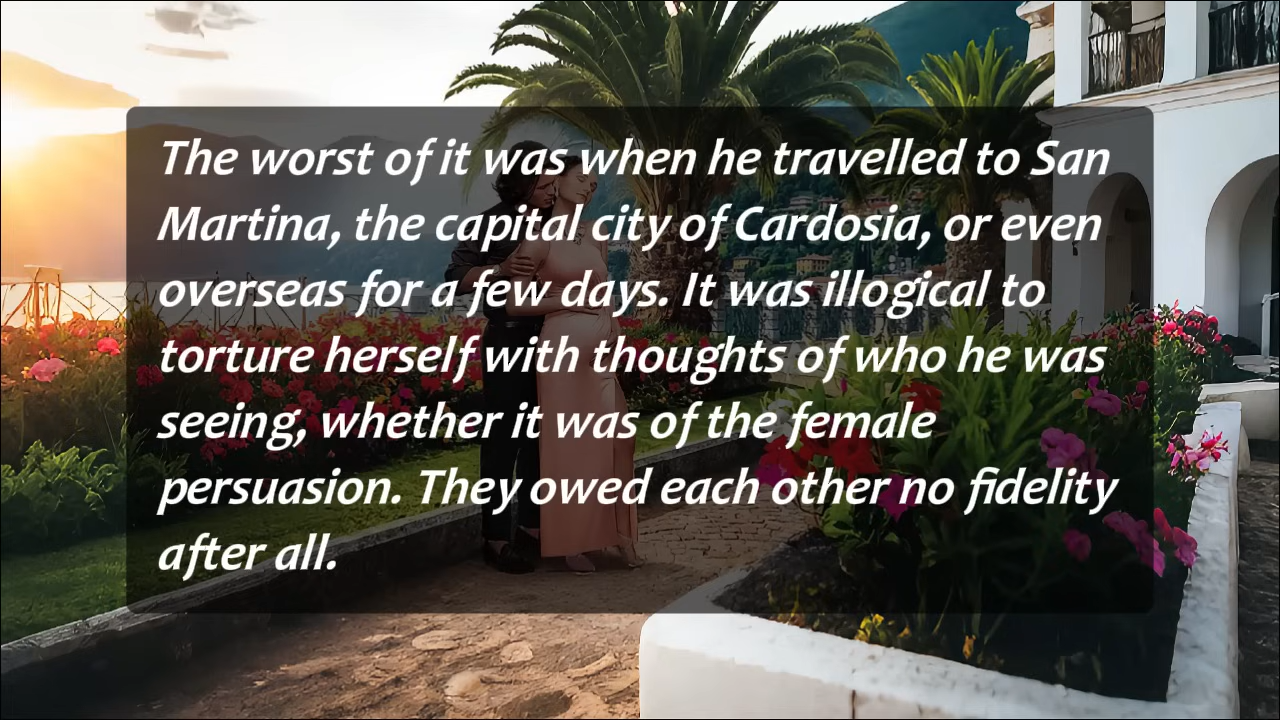 The worst of it was when he travelled to San
Martina, the capital city of Cardosia, or even
overseas for a few days. It was illogical to
torture herself with thoughts of who he was
seeing, whether it was of the female
persuasion. They owed each other no fidelity
after all.